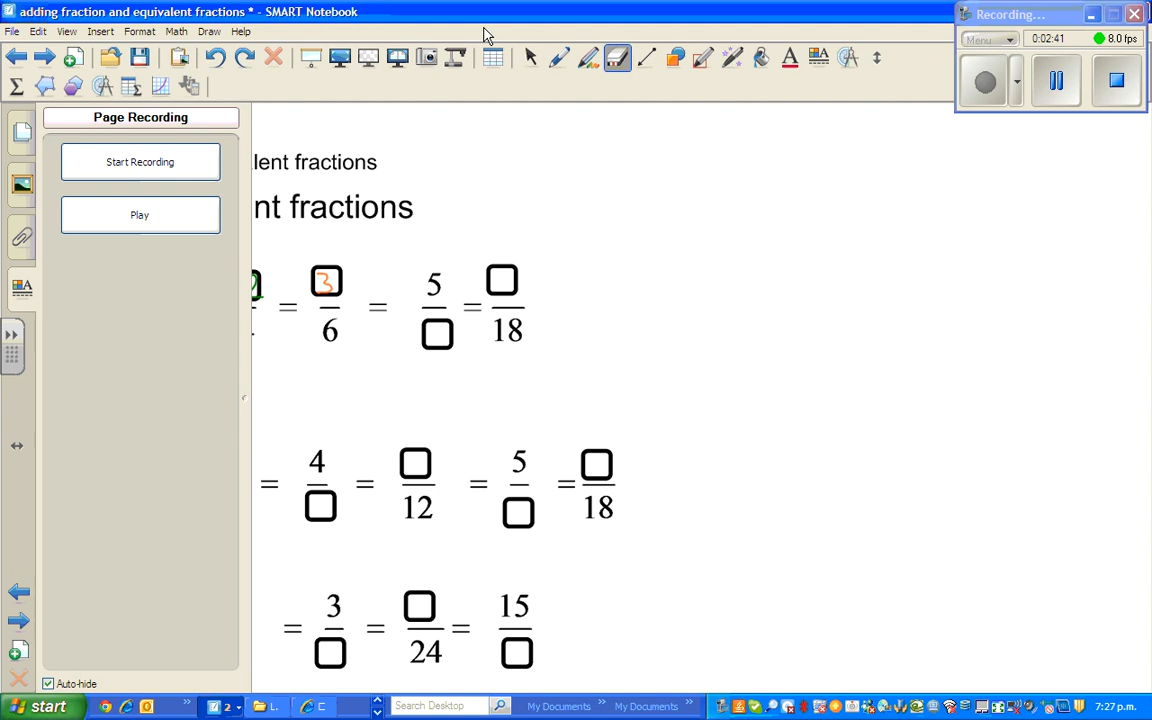 adding fraction and equivalent fractions * - SMART Notebook
File Edit View Insert Format Math Draw Help
Recording...
Menu 0:02:41 8.0 fps
Page Recording
Start Recording
Play
lent fractions
nt fractions
= 3/6 = 5/□ = □/18
= 4/□ = □/12 = 5/□ = □/18
= 3/□ = □/24 = 15/□
Auto-hide
start 2 L. C Search Desktop My Documents » My Documents » 7:27 p.m.